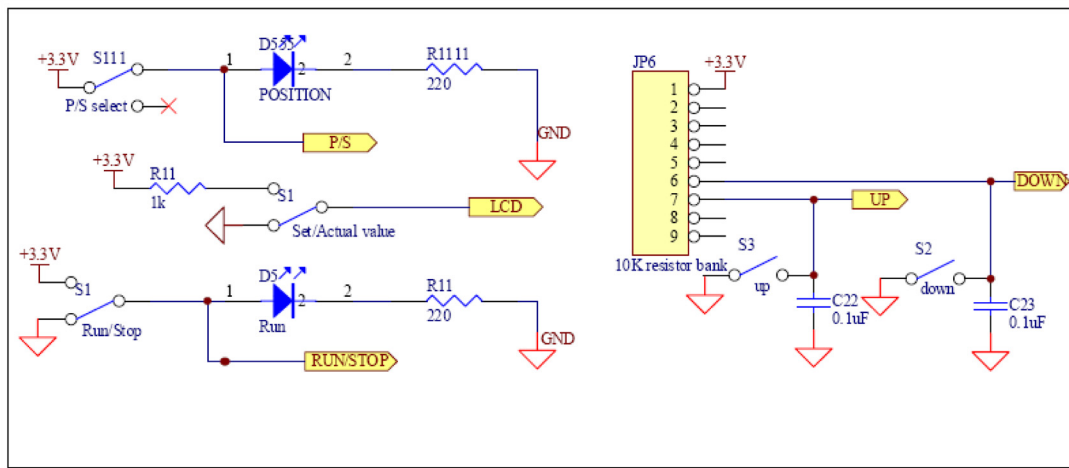 +3.3V
S111
P/S select
1
D555
2
2
POSITION
R1111
220
GND
P/S
+3.3V
R11
1k
S1
Set/Actual value
LCD
+3.3V
S1
Run/Stop
1
D5
2
2
Run
R11
220
GND
RUN/STOP
JP6
+3.3V
1
2
3
4
5
6
7
8
9
10K resistor bank
DOWN
UP
S3
up
S2
down
C22
0.1uF
C23
0.1uF